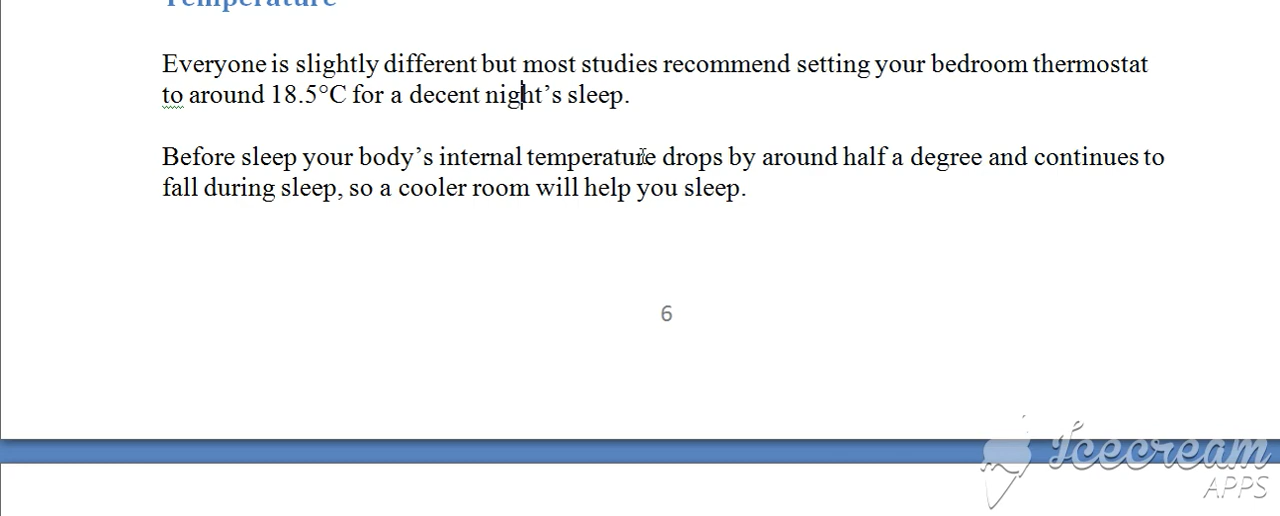 Temperature
Everyone is slightly different but most studies recommend setting your bedroom thermostat
to around 18.5°C for a decent night’s sleep.
Before sleep your body’s internal temperature drops by around half a degree and continues to
fall during sleep, so a cooler room will help you sleep.
6
Icecream
APPS